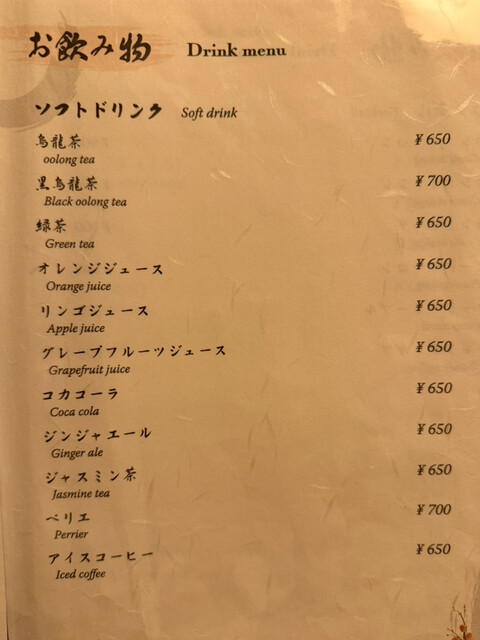 お飲み物 Drink menu
ソフトドリンク Soft drink
烏龍茶 ¥650
oolong tea
黒烏龍茶 ¥700
Black oolong tea
緑茶 ¥650
Green tea
オレンジジュース ¥650
Orange juice
リンゴジュース ¥650
Apple juice
グレープフルーツジュース ¥650
Grapefruit juice
コカコーラ ¥650
Coca cola
ジンジャエール ¥650
Ginger ale
ジャスミン茶 ¥650
Jasmine tea
ペリエ ¥700
Perrier
アイスコーヒー ¥650
Iced coffee